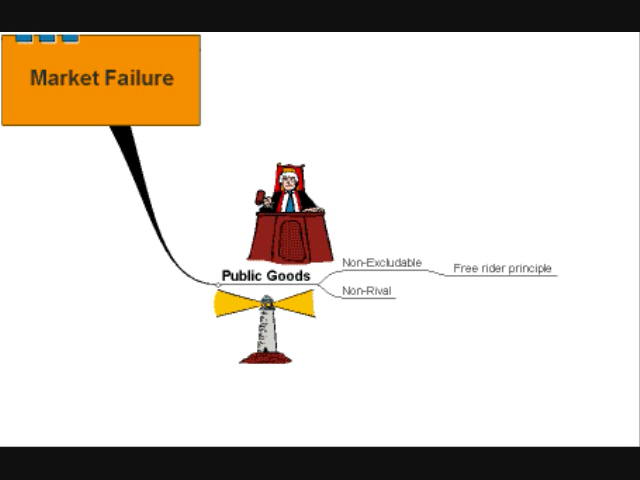 Market Failure
Public Goods
Non-Excludable
Free rider principle
Non-Rival